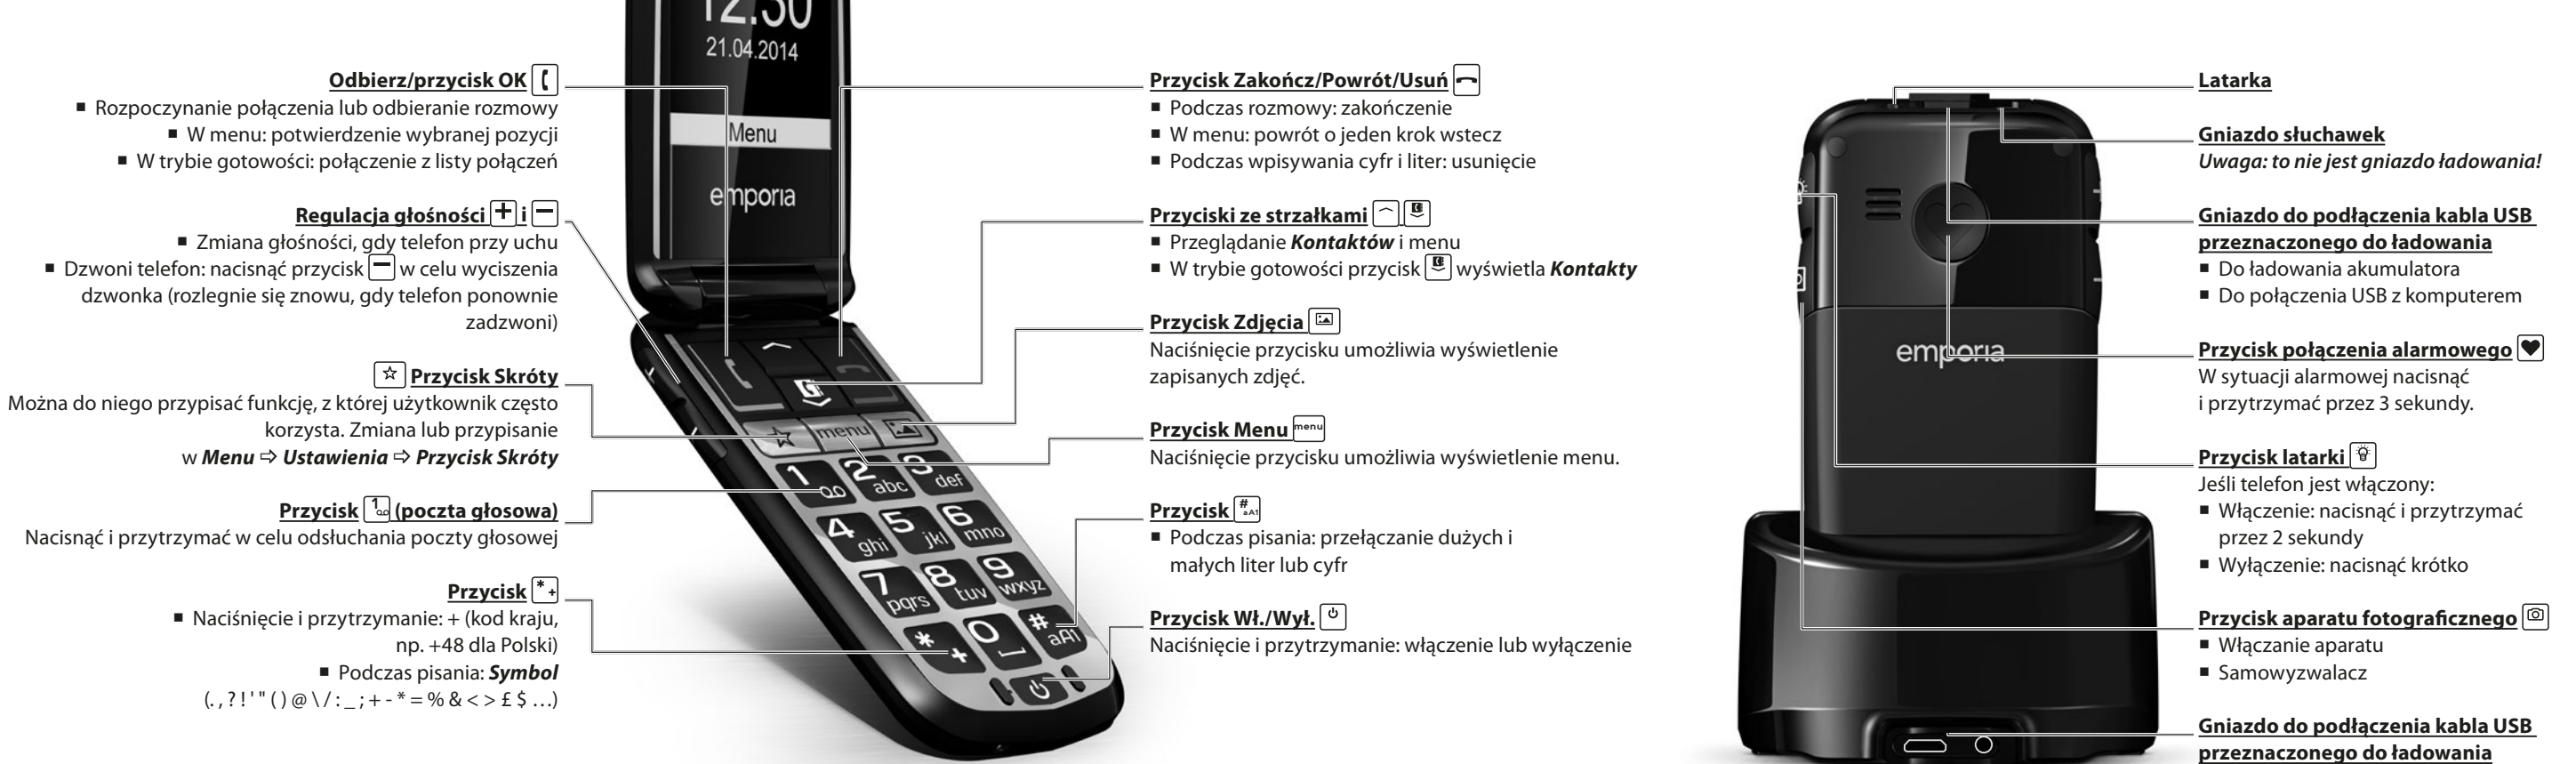 12:30
21.04.2014
Menu
emporia
Odbierz/przycisk OK
■ Rozpoczynanie połączenia lub odbieranie rozmowy
■ W menu: potwierdzenie wybranej pozycji
■ W trybie gotowości: połączenie z listy połączeń
Regulacja głośności + i −
■ Zmiana głośności, gdy telefon przy uchu
■ Dzwoni telefon: nacisnąć przycisk − w celu wyciszenia
dzwonka (rozlegnie się znowu, gdy telefon ponownie
zadzwoni)
☆ Przycisk Skróty
Można do niego przypisać funkcję, z której użytkownik często
korzysta. Zmiana lub przypisanie
w Menu ⇨ Ustawienia ⇨ Przycisk Skróty
Przycisk 1 (poczta głosowa)
Nacisnąć i przytrzymać w celu odsłuchania poczty głosowej
Przycisk *+
■ Naciśnięcie i przytrzymanie: + (kod kraju,
np. +48 dla Polski)
■ Podczas pisania: Symbol
(. , ? ! ' " ( ) @ \ / : _ ; + - * = % & < > £ $ …)
menu
1
2 abc
3 def
4 ghi
5 jkl
6 mno
7 pqrs
8 tuv
9 wxyz
* +
0
# aA1
Przycisk Zakończ/Powrót/Usuń
■ Podczas rozmowy: zakończenie
■ W menu: powrót o jeden krok wstecz
■ Podczas wpisywania cyfr i liter: usunięcie
Przyciski ze strzałkami
■ Przeglądanie Kontaktów i menu
■ W trybie gotowości przycisk wyświetla Kontakty
Przycisk Zdjęcia
Naciśnięcie przycisku umożliwia wyświetlenie
zapisanych zdjęć.
Przycisk Menu menu
Naciśnięcie przycisku umożliwia wyświetlenie menu.
Przycisk # aA1
■ Podczas pisania: przełączanie dużych i
małych liter lub cyfr
Przycisk Wł./Wył.
Naciśnięcie i przytrzymanie: włączenie lub wyłączenie
emporia
Latarka
Gniazdo słuchawek
Uwaga: to nie jest gniazdo ładowania!
Gniazdo do podłączenia kabla USB
przeznaczonego do ładowania
■ Do ładowania akumulatora
■ Do połączenia USB z komputerem
Przycisk połączenia alarmowego
W sytuacji alarmowej nacisnąć
i przytrzymać przez 3 sekundy.
Przycisk latarki
Jeśli telefon jest włączony:
■ Włączenie: nacisnąć i przytrzymać
przez 2 sekundy
■ Wyłączenie: nacisnąć krótko
Przycisk aparatu fotograficznego
■ Włączanie aparatu
■ Samowyzwalacz
Gniazdo do podłączenia kabla USB
przeznaczonego do ładowania